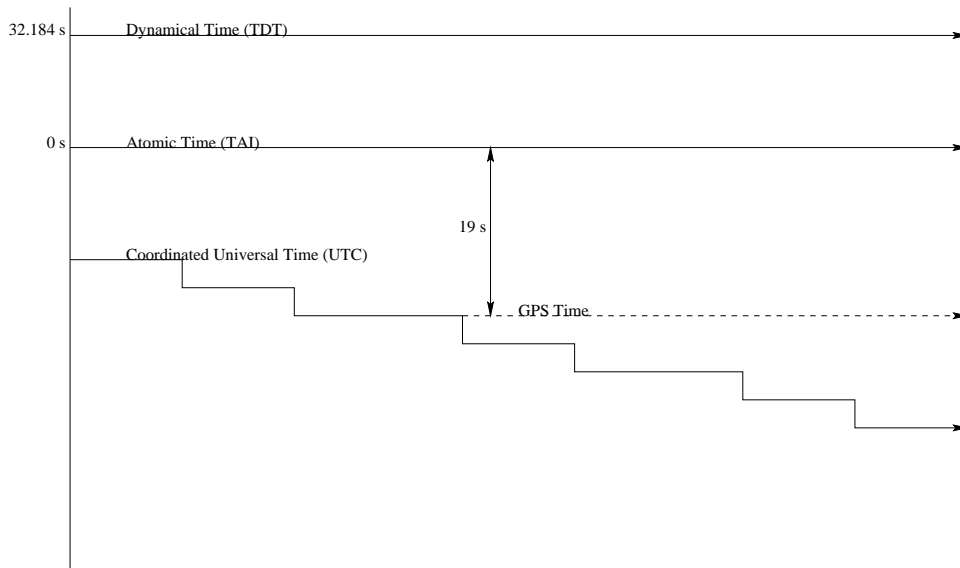 32.184 s
Dynamical Time (TDT)
0 s
Atomic Time (TAI)
19 s
Coordinated Universal Time (UTC)
GPS Time